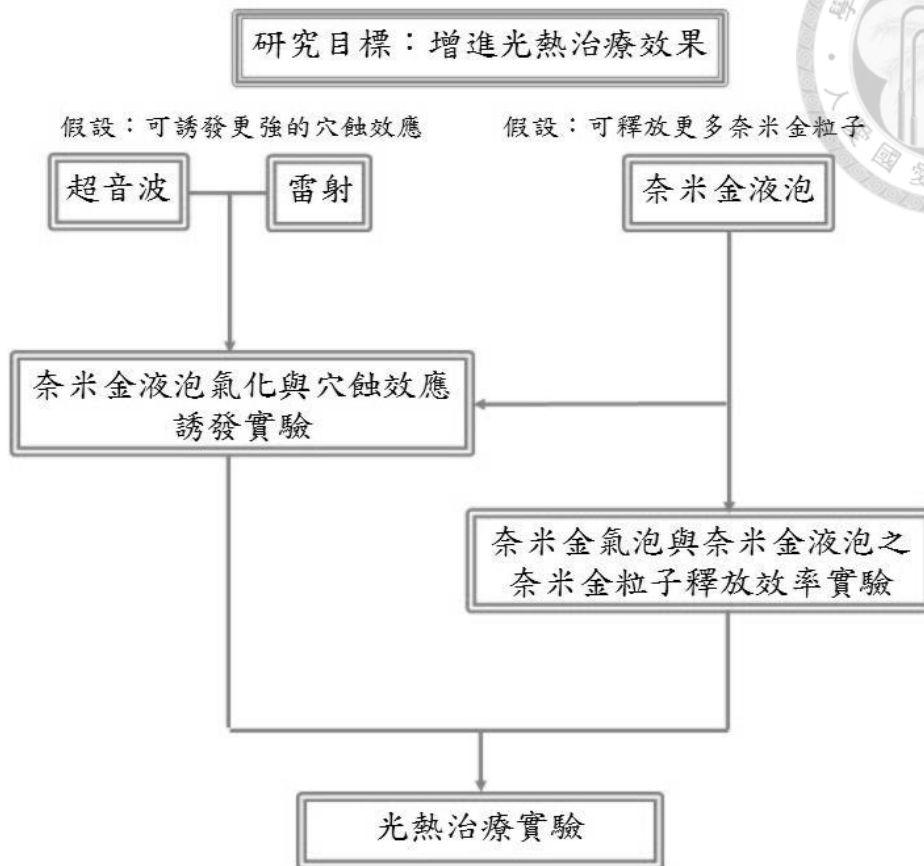 研究目標：增進光熱治療效果
假設：可誘發更強的穴蝕效應
假設：可釋放更多奈米金粒子
超音波
雷射
奈米金液泡
奈米金液泡氣化與穴蝕效應
誘發實驗
奈米金氣泡與奈米金液泡之
奈米金粒子釋放效率實驗
光熱治療實驗